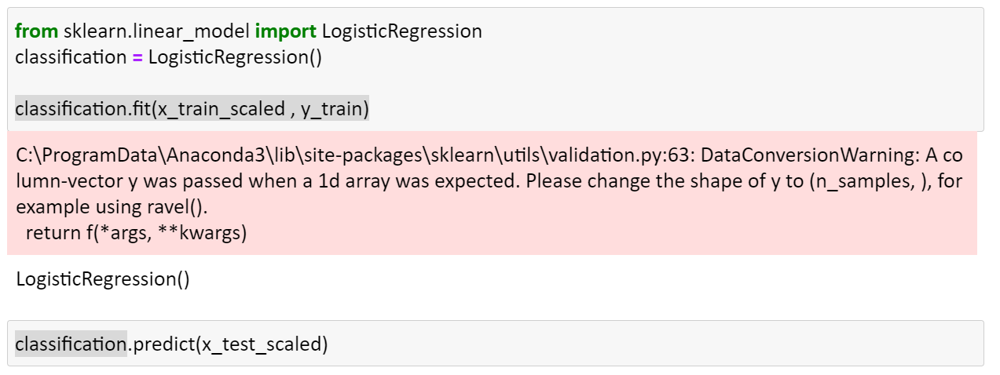 from sklearn.linear_model import LogisticRegression
classification = LogisticRegression()
classification.fit(x_train_scaled , y_train)
C:\ProgramData\Anaconda3\lib\site-packages\sklearn\utils\validation.py:63: DataConversionWarning: A co
lumn-vector y was passed when a 1d array was expected. Please change the shape of y to (n_samples, ), for
example using ravel().
  return f(*args, **kwargs)
LogisticRegression()
classification.predict(x_test_scaled)